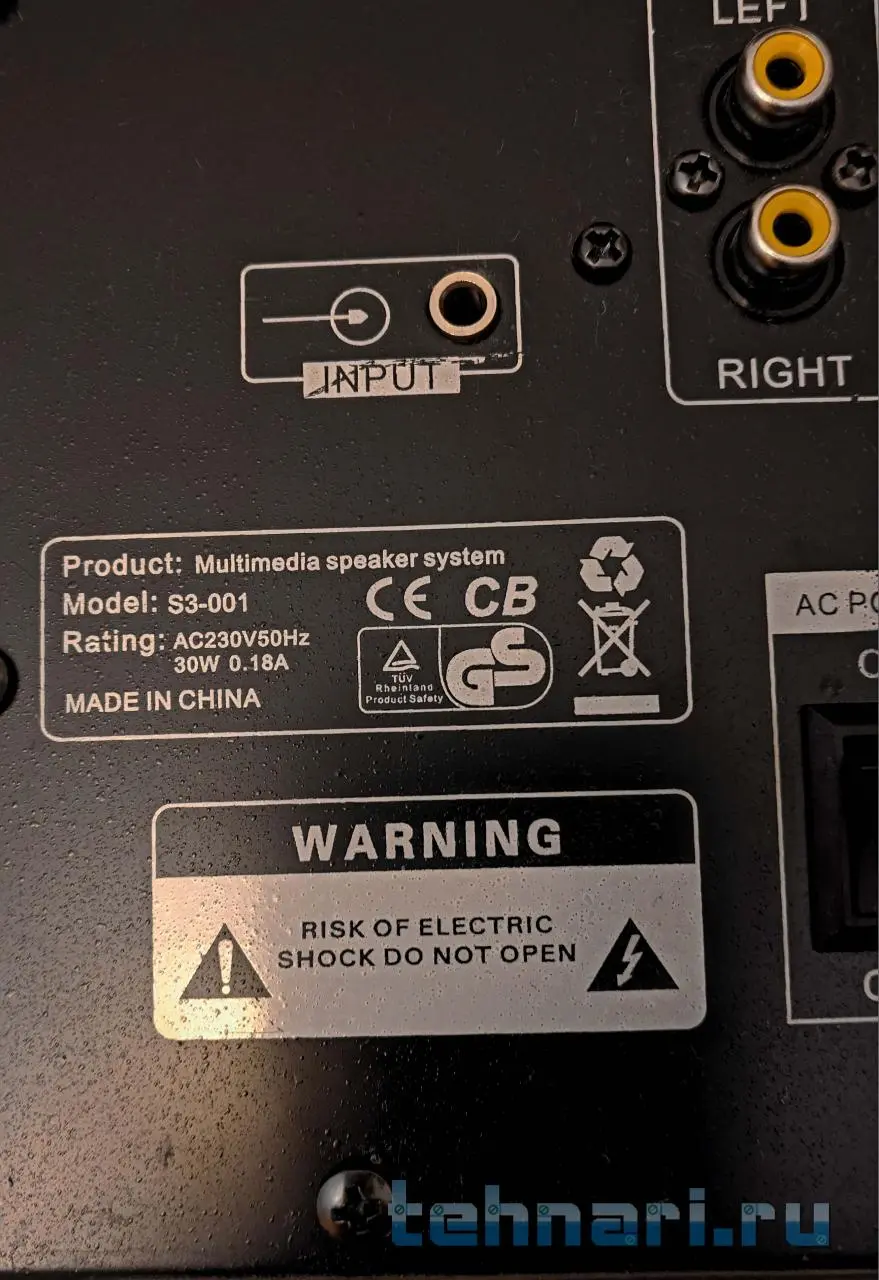 LEFT
INPUT
RIGHT
Product: Multimedia speaker system
Model: S3-001
CE CB
Rating: AC230V50Hz
30W 0.18A
TÜV
Rheinland
Product Safety
GS
MADE IN CHINA
AC
WARNING
RISK OF ELECTRIC
SHOCK DO NOT OPEN
tehnari.ru